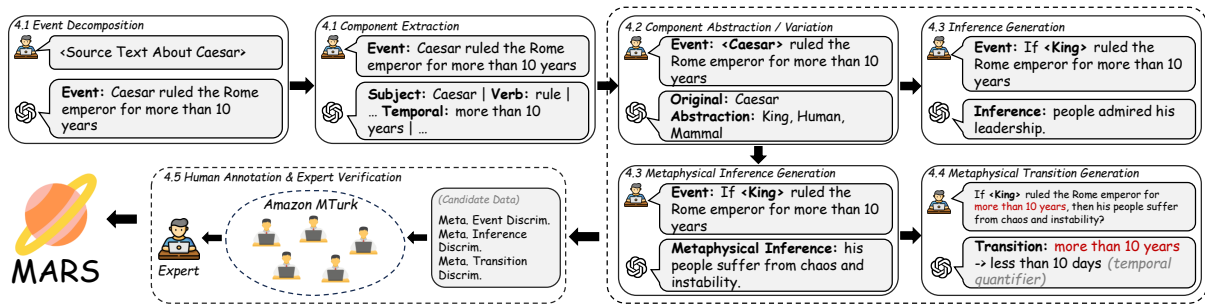 4.1 Event Decomposition
<Source Text About Caesar>
Event: Caesar ruled the Rome
emperor for more than 10
years
4.1 Component Extraction
Event: Caesar ruled the Rome
emperor for more than 10 years
Subject: Caesar | Verb: rule |
... Temporal: more than 10
years | ...
4.2 Component Abstraction / Variation
Event: <Caesar> ruled the
Rome emperor for more than 10
years
Original: Caesar
Abstraction: King, Human,
Mammal
4.3 Inference Generation
Event: If <King> ruled the
Rome emperor for more than 10
years
Inference: people admired his
leadership.
4.3 Metaphysical Inference Generation
Event: If <King> ruled the
Rome emperor for more than 10
years
Metaphysical Inference: his
people suffer from chaos and
instability.
4.4 Metaphysical Transition Generation
If <King> ruled the Rome emperor for
more than 10 years, then his people suffer
from chaos and instability?
Transition: more than 10 years
-> less than 10 days (temporal
quantifier)
4.5 Human Annotation & Expert Verification
(Candidate Data)
Meta. Event Discrim.
Meta. Inference
Discrim.
Meta. Transition
Discrim.
Amazon MTurk
Expert
MARS